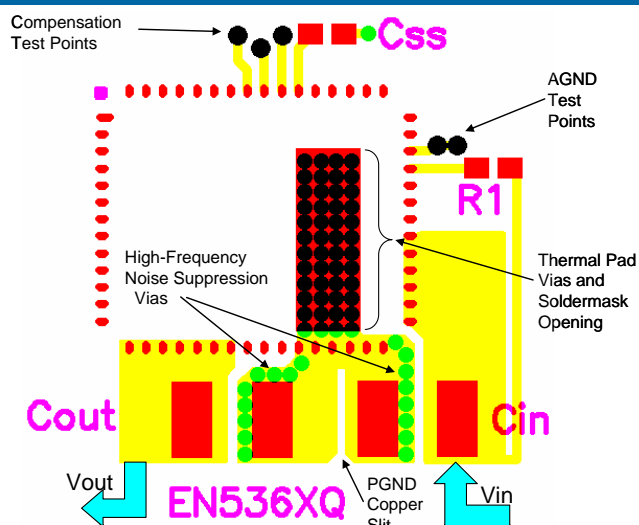 Compensation
Test Points
Css
AGND
Test
Points
R1
High-Frequency
Noise Suppression
Vias
Thermal Pad
Vias and
Soldermask
Opening
Cout
Cin
Vout
EN536XQ
PGND
Copper
Slit
Vin